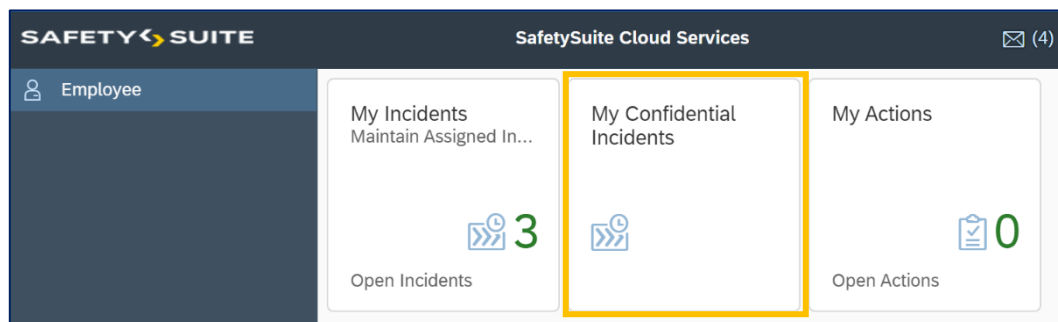 SAFETY SUITE
SafetySuite Cloud Services
(4)
Employee
My Incidents
Maintain Assigned In...
3
Open Incidents
My Confidential
Incidents
My Actions
0
Open Actions